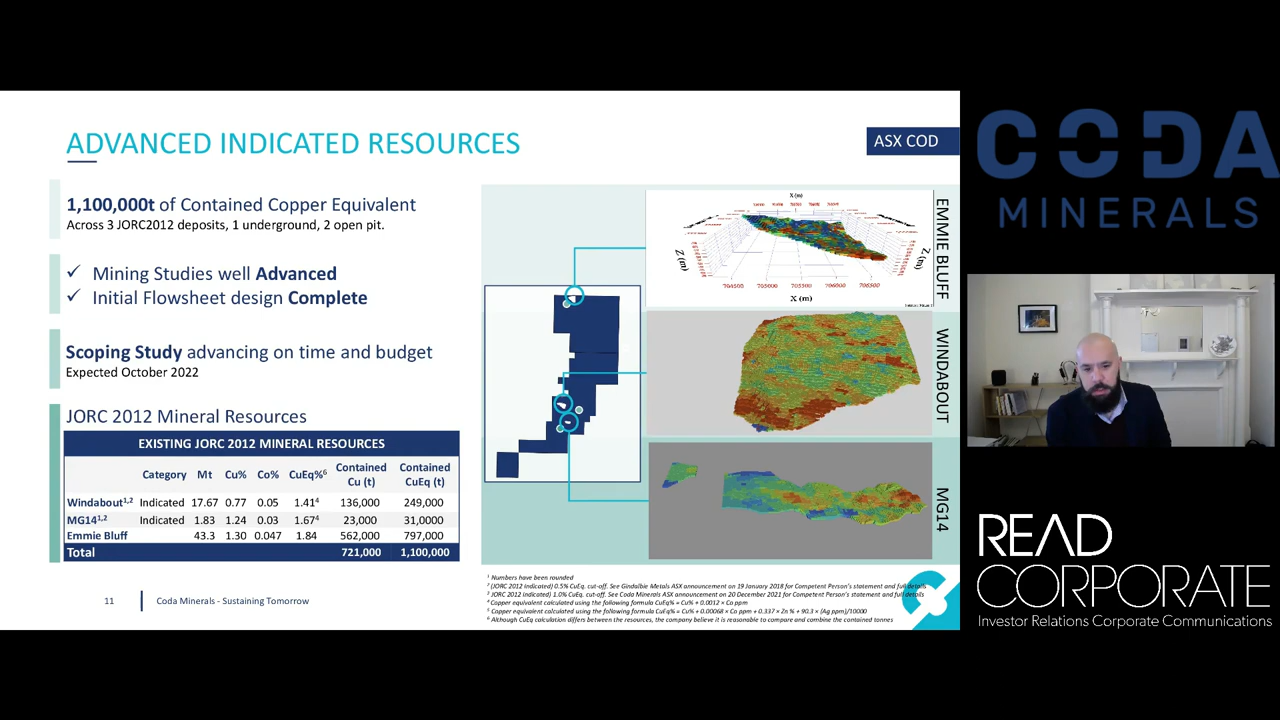 ADVANCED INDICATED RESOURCES
ASX COD
1,100,000t of Contained Copper Equivalent
Across 3 JORC2012 deposits, 1 underground, 2 open pit.
✓ Mining Studies well Advanced
✓ Initial Flowsheet design Complete
Scoping Study advancing on time and budget
Expected October 2022
JORC 2012 Mineral Resources
EXISTING JORC 2012 MINERAL RESOURCES
Category Mt Cu% Co% CuEq%⁶ Contained Cu (t) Contained CuEq (t)
Windabout¹,² Indicated 17.67 0.77 0.05 1.41⁴ 136,000 249,000
MG14¹,² Indicated 1.83 1.24 0.03 1.67⁴ 23,000 31,0000
Emmie Bluff 43.3 1.30 0.047 1.84 562,000 797,000
Total 721,000 1,100,000
11 Coda Minerals - Sustaining Tomorrow
X (m)
Z (m)
Z (m)
704500 705000 705500 706000 706500
X (m)
EMMIE BLUFF
WINDABOUT
MG14
¹ Numbers have been rounded
² (JORC 2012 Indicated) 0.5% CuEq. cut-off. See Gindalbie Metals ASX announcement on 19 January 2018 for Competent Person's statement and full details
³ JORC 2012 Indicated) 1.0% CuEq. cut-off. See Coda Minerals ASX announcement on 20 December 2021 for Competent Person's statement and full details
⁴ Copper equivalent calculated using the following formula CuEq% = Cu% + 0.0012 × Co ppm
⁵ Copper equivalent calculated using the following formula CuEq% = Cu% + 0.00068 × Co ppm + 0.337 × Zn % + 90.3 × (Ag ppm)/10000
⁶ Although CuEq calculation differs between the resources, the company believe it is reasonable to compare and combine the contained tonnes
CODA
MINERALS
READ
CORPORATE
Investor Relations Corporate Communications